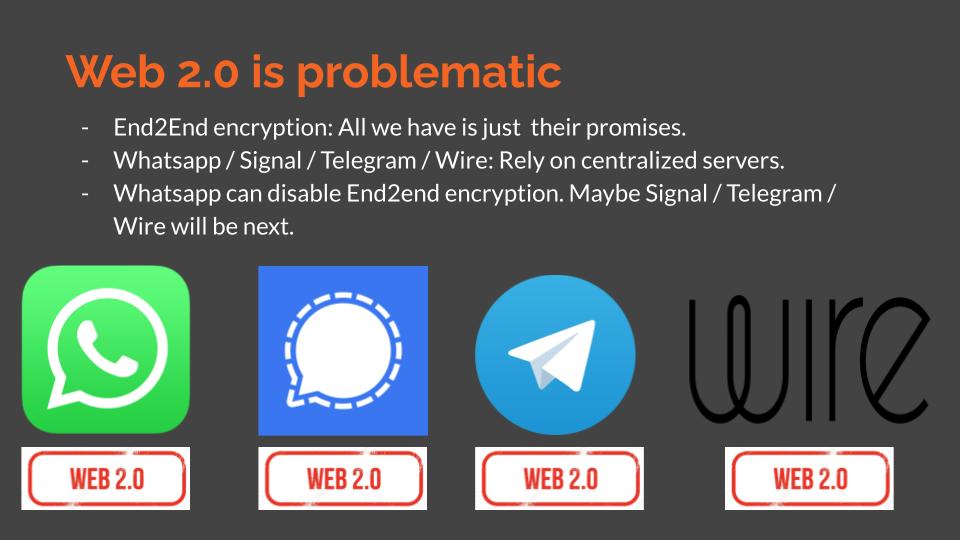 Web 2.0 is problematic
- End2End encryption: All we have is just  their promises.
- Whatsapp / Signal / Telegram / Wire: Rely on centralized servers.
- Whatsapp can disable End2end encryption. Maybe Signal / Telegram /
Wire will be next.
wire
WEB 2.0
WEB 2.0
WEB 2.0
WEB 2.0